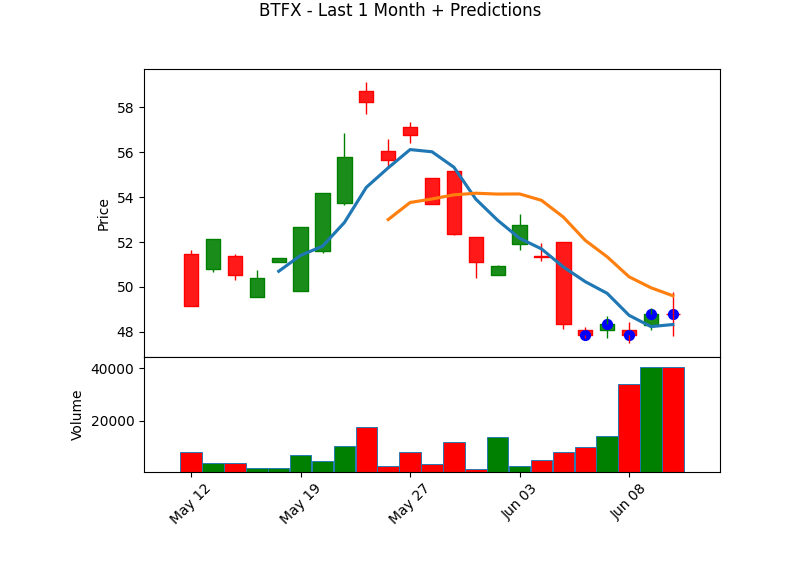 BTFX - Last 1 Month + Predictions
Price
58
56
54
52
50
48
Volume
40000
20000
May 12
May 19
May 27
Jun 03
Jun 08